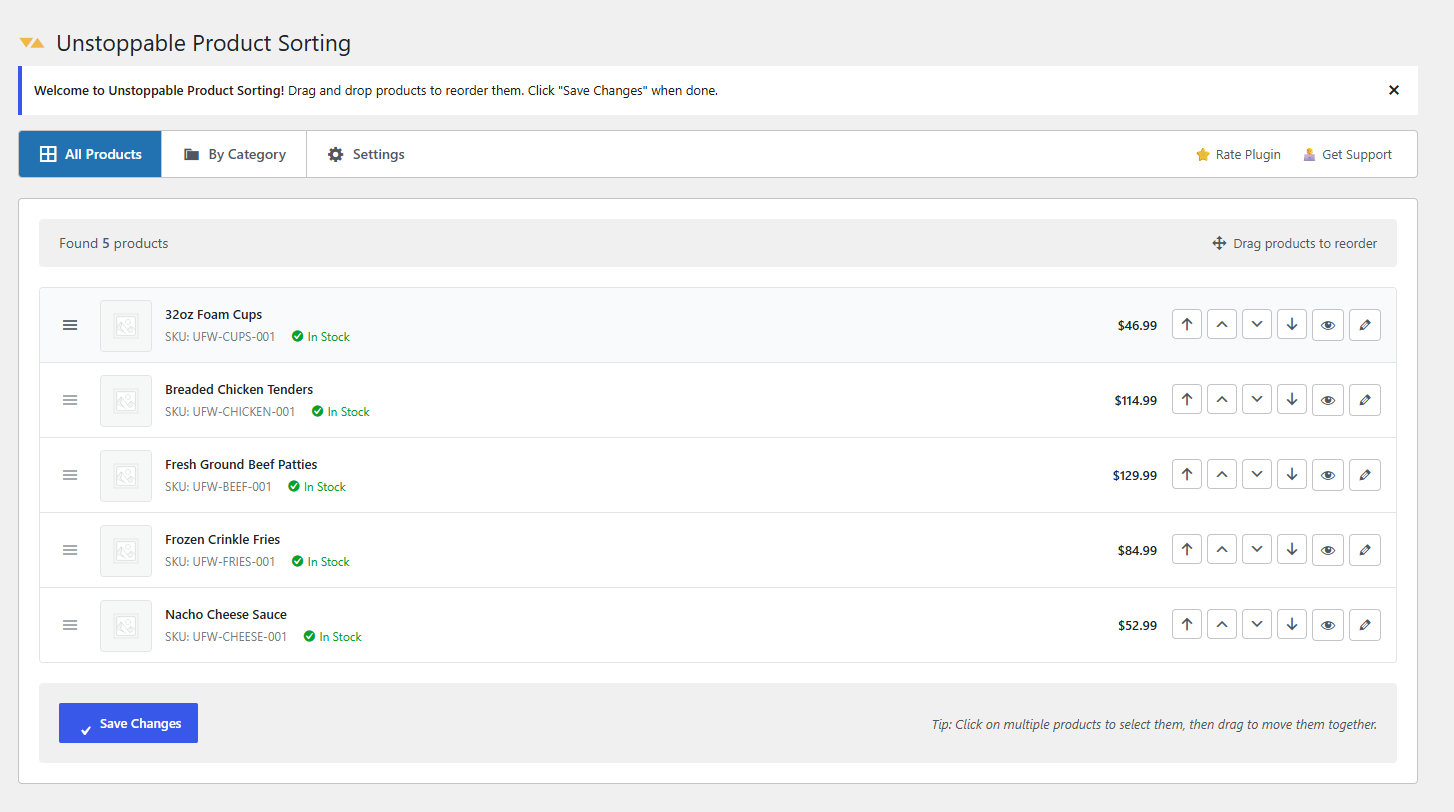 Unstoppable Product Sorting
Welcome to Unstoppable Product Sorting! Drag and drop products to reorder them. Click "Save Changes" when done.
All Products By Category Settings Rate Plugin Get Support
Found 5 products Drag products to reorder
32oz Foam Cups
SKU: UFW-CUPS-001 In Stock $46.99
Breaded Chicken Tenders
SKU: UFW-CHICKEN-001 In Stock $114.99
Fresh Ground Beef Patties
SKU: UFW-BEEF-001 In Stock $129.99
Frozen Crinkle Fries
SKU: UFW-FRIES-001 In Stock $84.99
Nacho Cheese Sauce
SKU: UFW-CHEESE-001 In Stock $52.99
Save Changes Tip: Click on multiple products to select them, then drag to move them together.